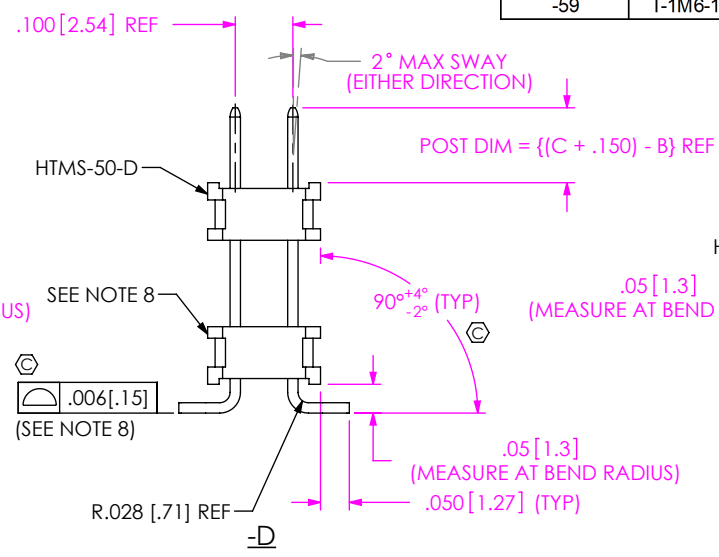 -59 T-1M6-1
.100 [2.54] REF
2° MAX SWAY
(EITHER DIRECTION)
POST DIM = {(C + .150) - B} REF
HTMS-50-D
H
SEE NOTE 8
US)
90° +4° -2° (TYP)
C
.05 [1.3]
(MEASURE AT BEND
C
.006[.15]
(SEE NOTE 8)
.05 [1.3]
(MEASURE AT BEND RADIUS)
.050 [1.27] (TYP)
R.028 [.71] REF
-D